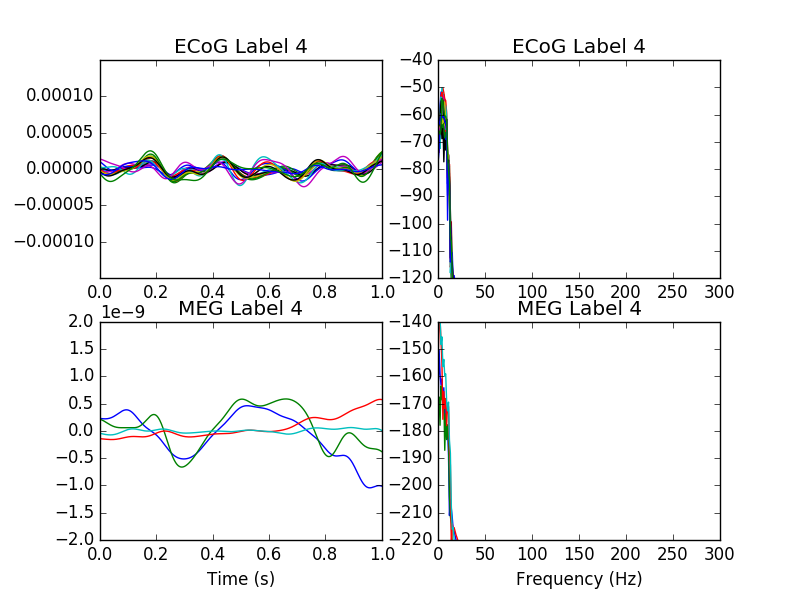 ECoG Label 4
ECoG Label 4
0.00010
0.00005
0.00000
−0.00005
−0.00010
0.0 0.2 0.4 0.6 0.8 1.0
−40
−50
−60
−70
−80
−90
−100
−110
−120
0 50 100 150 200 250 300
1e−9
MEG Label 4
MEG Label 4
2.0
1.5
1.0
0.5
0.0
−0.5
−1.0
−1.5
−2.0
0.0 0.2 0.4 0.6 0.8 1.0
Time (s)
−140
−150
−160
−170
−180
−190
−200
−210
−220
0 50 100 150 200 250 300
Frequency (Hz)